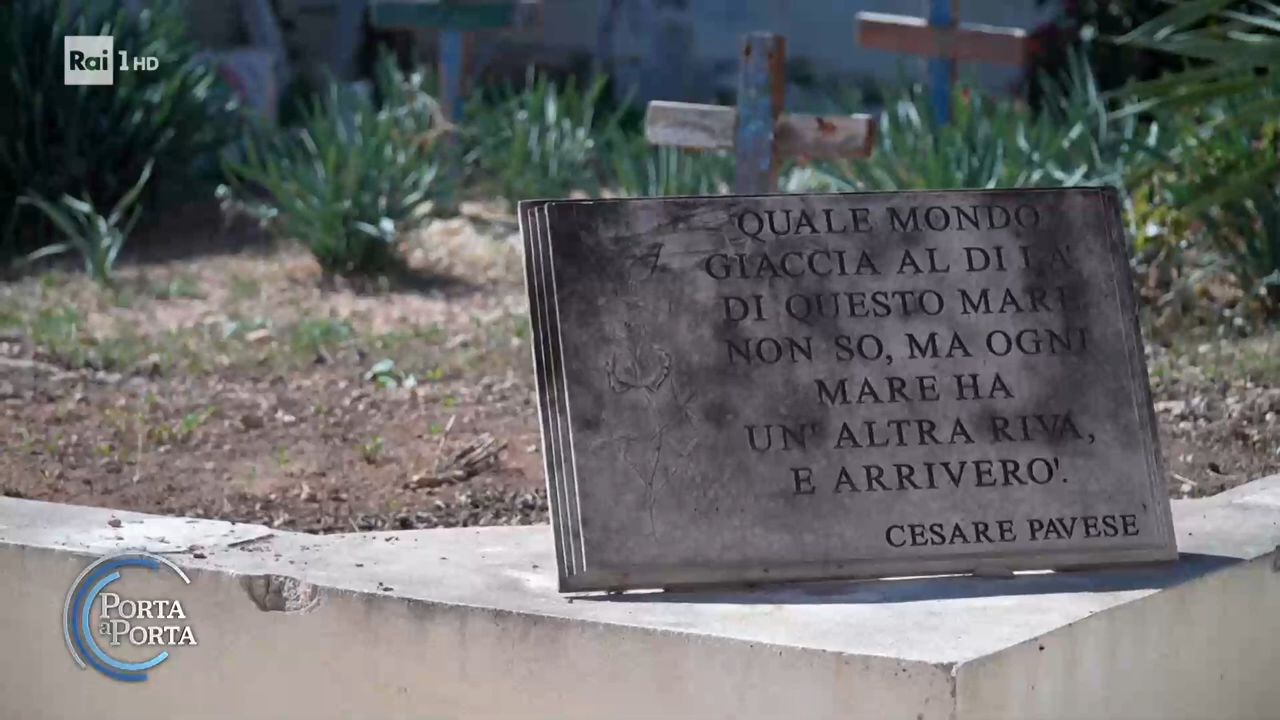 Rai 1 HD
QUALE MONDO
GIACCIA AL DI LA'
DI QUESTO MARE
NON SO, MA OGNI
MARE HA
UN' ALTRA RIVA,
E ARRIVERO'.
CESARE PAVESE
PORTA
a PORTA